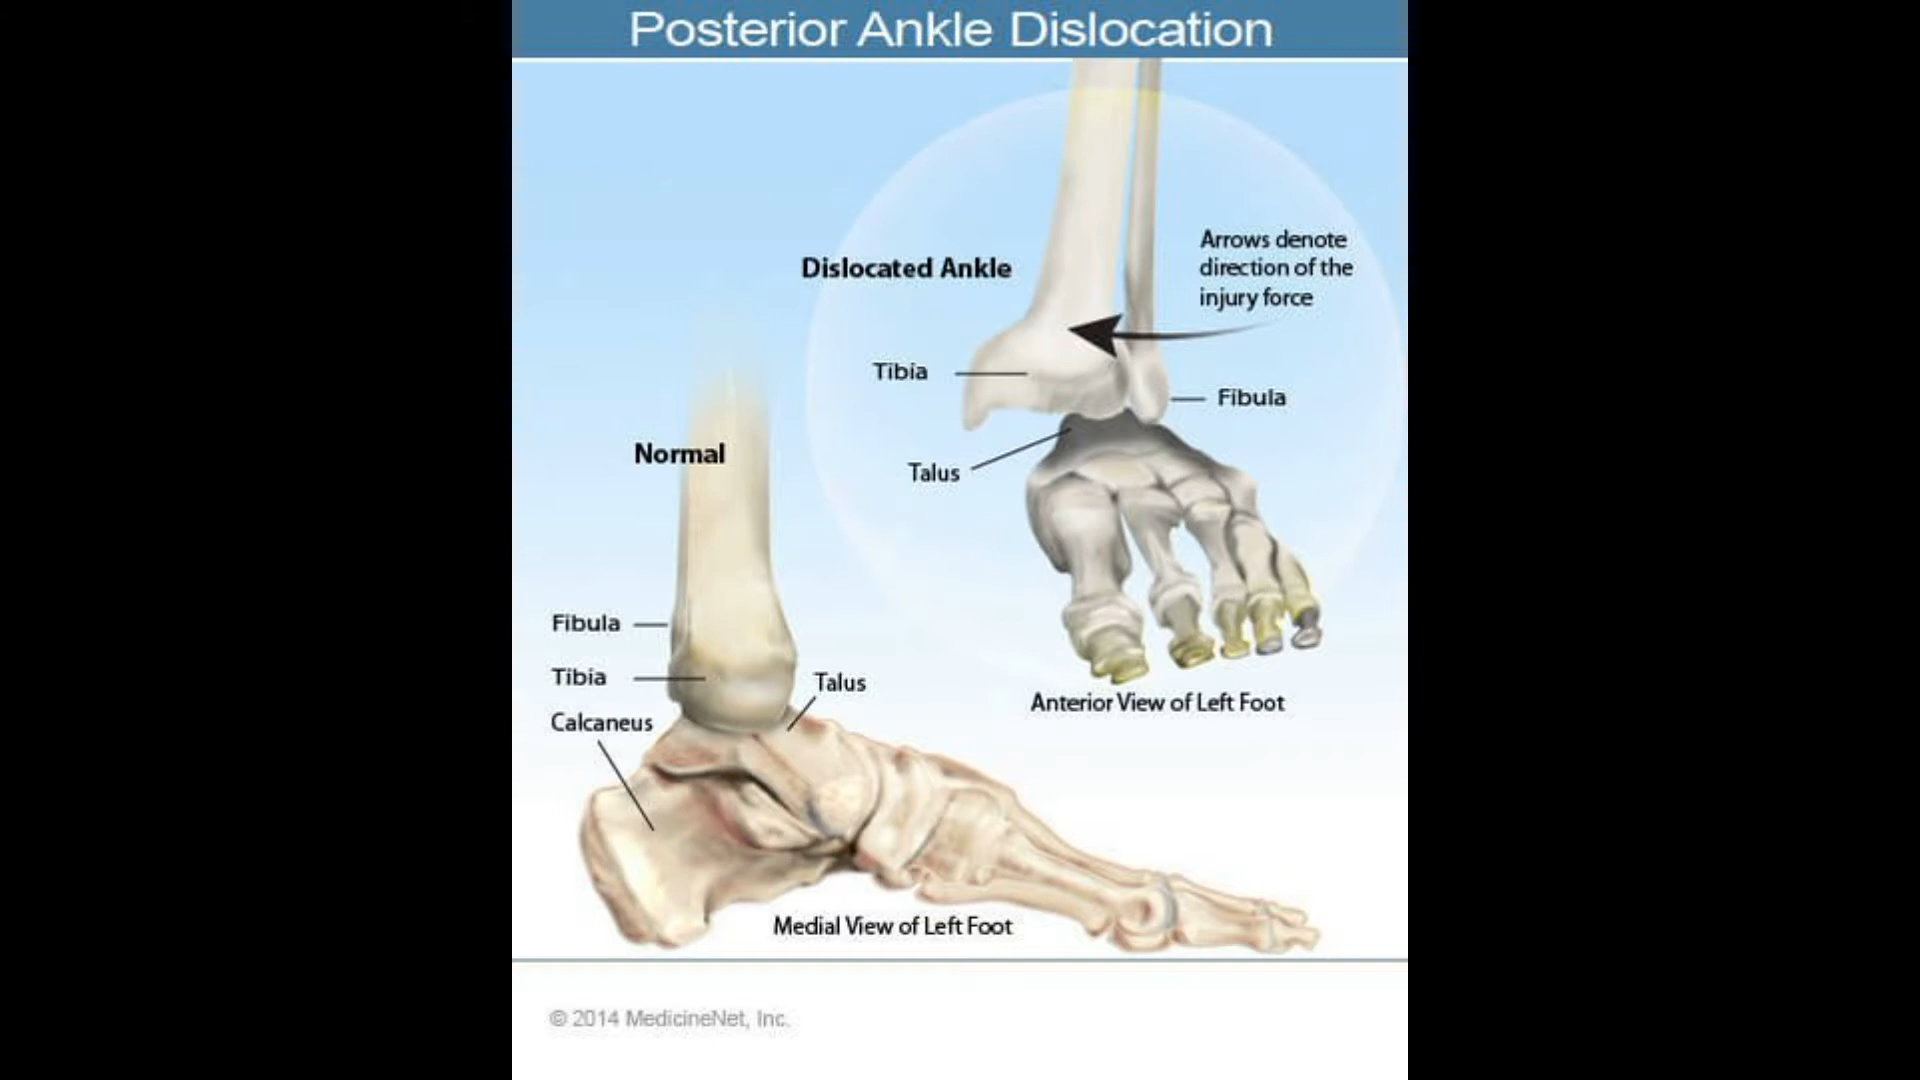 Posterior Ankle Dislocation
Arrows denote
direction of the
injury force
Dislocated Ankle
Tibia
Fibula
Talus
Anterior View of Left Foot
Normal
Fibula
Tibia
Talus
Calcaneus
Medial View of Left Foot
© 2014 MedicineNet, Inc.